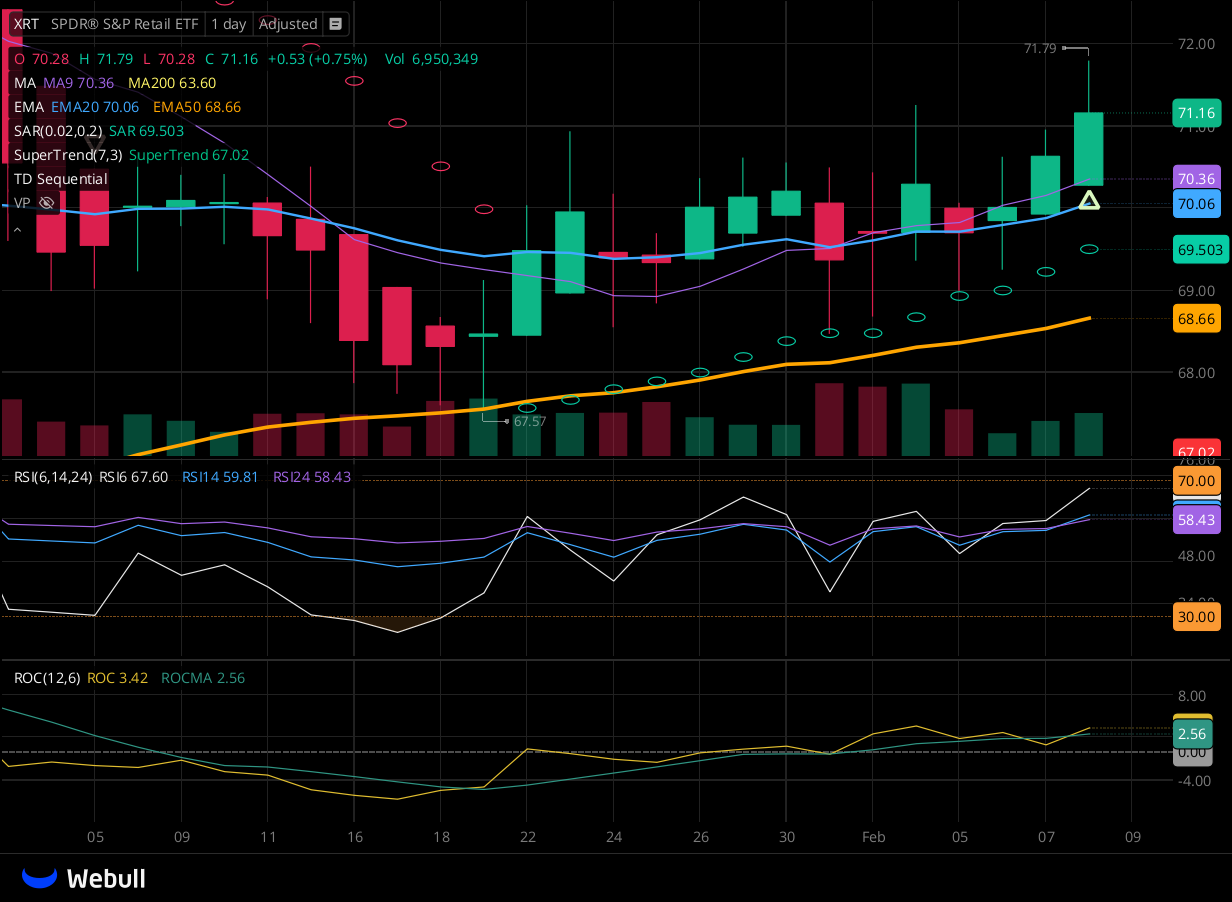 XRT SPDR® S&P Retail ETF 1 day Adjusted
O 70.28 H 71.79 L 70.28 C 71.16 +0.53 (+0.75%) Vol 6,950,349
MA MA9 70.36 MA200 63.60
EMA EMA20 70.06 EMA50 68.66
SAR(0.02,0.2) SAR 69.503
SuperTrend(7,3) SuperTrend 67.02
TD Sequential
VP
71.79
67.57
72.00
71.16
71.00
70.36
70.06
69.503
69.00
68.66
68.00
67.02
RSI(6,14,24) RSI6 67.60 RSI14 59.81 RSI24 58.43
76.00
70.00
58.43
48.00
34.00
30.00
ROC(12,6) ROC 3.42 ROCMA 2.56
8.00
2.56
0.00
-4.00
05 09 11 16 18 22 24 26 30 Feb 05 07 09
Webull